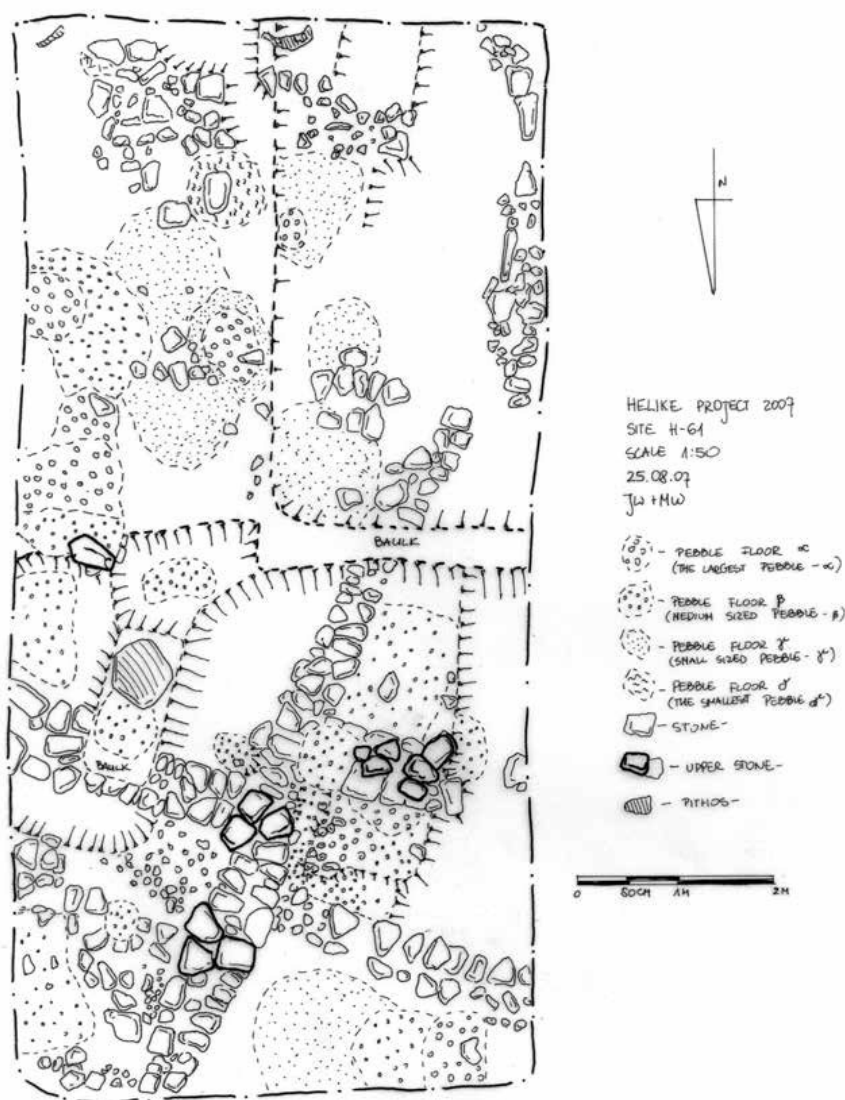 N
HELIKE PROJECT 2007
SITE H-61
SCALE 1:50
25.08.07
JW+MW
BAULK
- PEBBLE FLOOR α
(THE LARGEST PEBBLE - α)
- PEBBLE FLOOR β
(MEDIUM SIZED PEBBLE - β)
- PEBBLE FLOOR γ
(SMALL SIZED PEBBLE - γ)
- PEBBLE FLOOR
(THE SMALLEST PEBBLE
- STONE -
- UPPER STONE -
- PITHOS -
BAULK
0 50CM 1M 2M